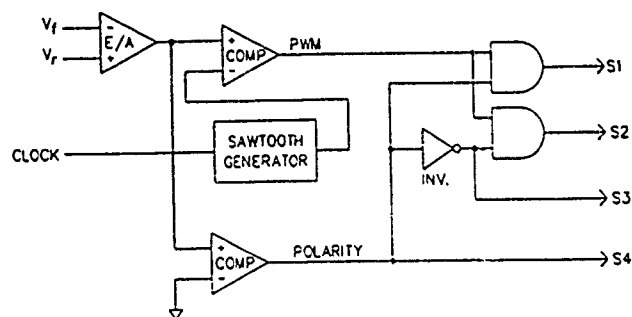 Vf
Vr
-
+
E/A
+
-
COMP
PWM
S1
S2
SAWTOOTH
GENERATOR
CLOCK
INV.
S3
+
-
COMP
POLARITY
S4